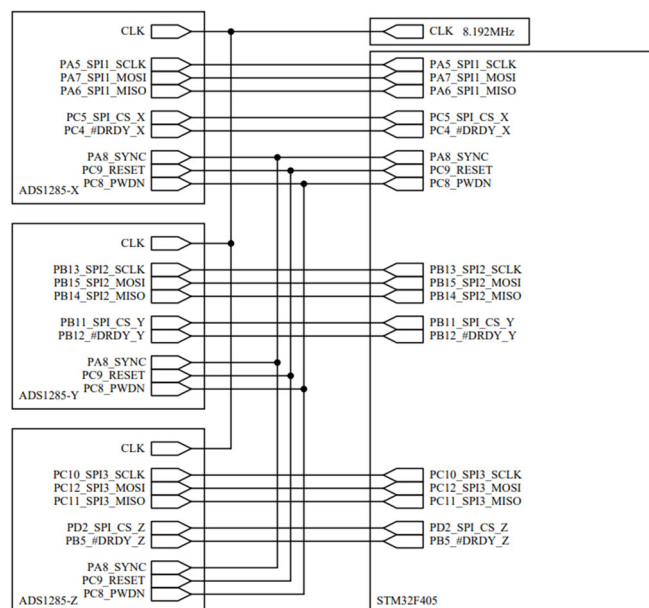 CLK
CLK 8.192MHz
PA5_SPI1_SCLK
PA7_SPI1_MOSI
PA6_SPI1_MISO
PC5_SPI_CS_X
PC4_#DRDY_X
PA8_SYNC
PC9_RESET
PC8_PWDN
ADS1285-X
PA5_SPI1_SCLK
PA7_SPI1_MOSI
PA6_SPI1_MISO
PC5_SPI_CS_X
PC4_#DRDY_X
PA8_SYNC
PC9_RESET
PC8_PWDN
CLK
PB13_SPI2_SCLK
PB15_SPI2_MOSI
PB14_SPI2_MISO
PB11_SPI_CS_Y
PB12_#DRDY_Y
PA8_SYNC
PC9_RESET
PC8_PWDN
ADS1285-Y
PB13_SPI2_SCLK
PB15_SPI2_MOSI
PB14_SPI2_MISO
PB11_SPI_CS_Y
PB12_#DRDY_Y
CLK
PC10_SPI3_SCLK
PC12_SPI3_MOSI
PC11_SPI3_MISO
PD2_SPI_CS_Z
PB5_#DRDY_Z
PA8_SYNC
PC9_RESET
PC8_PWDN
ADS1285-Z
PC10_SPI3_SCLK
PC12_SPI3_MOSI
PC11_SPI3_MISO
PD2_SPI_CS_Z
PB5_#DRDY_Z
STM32F405